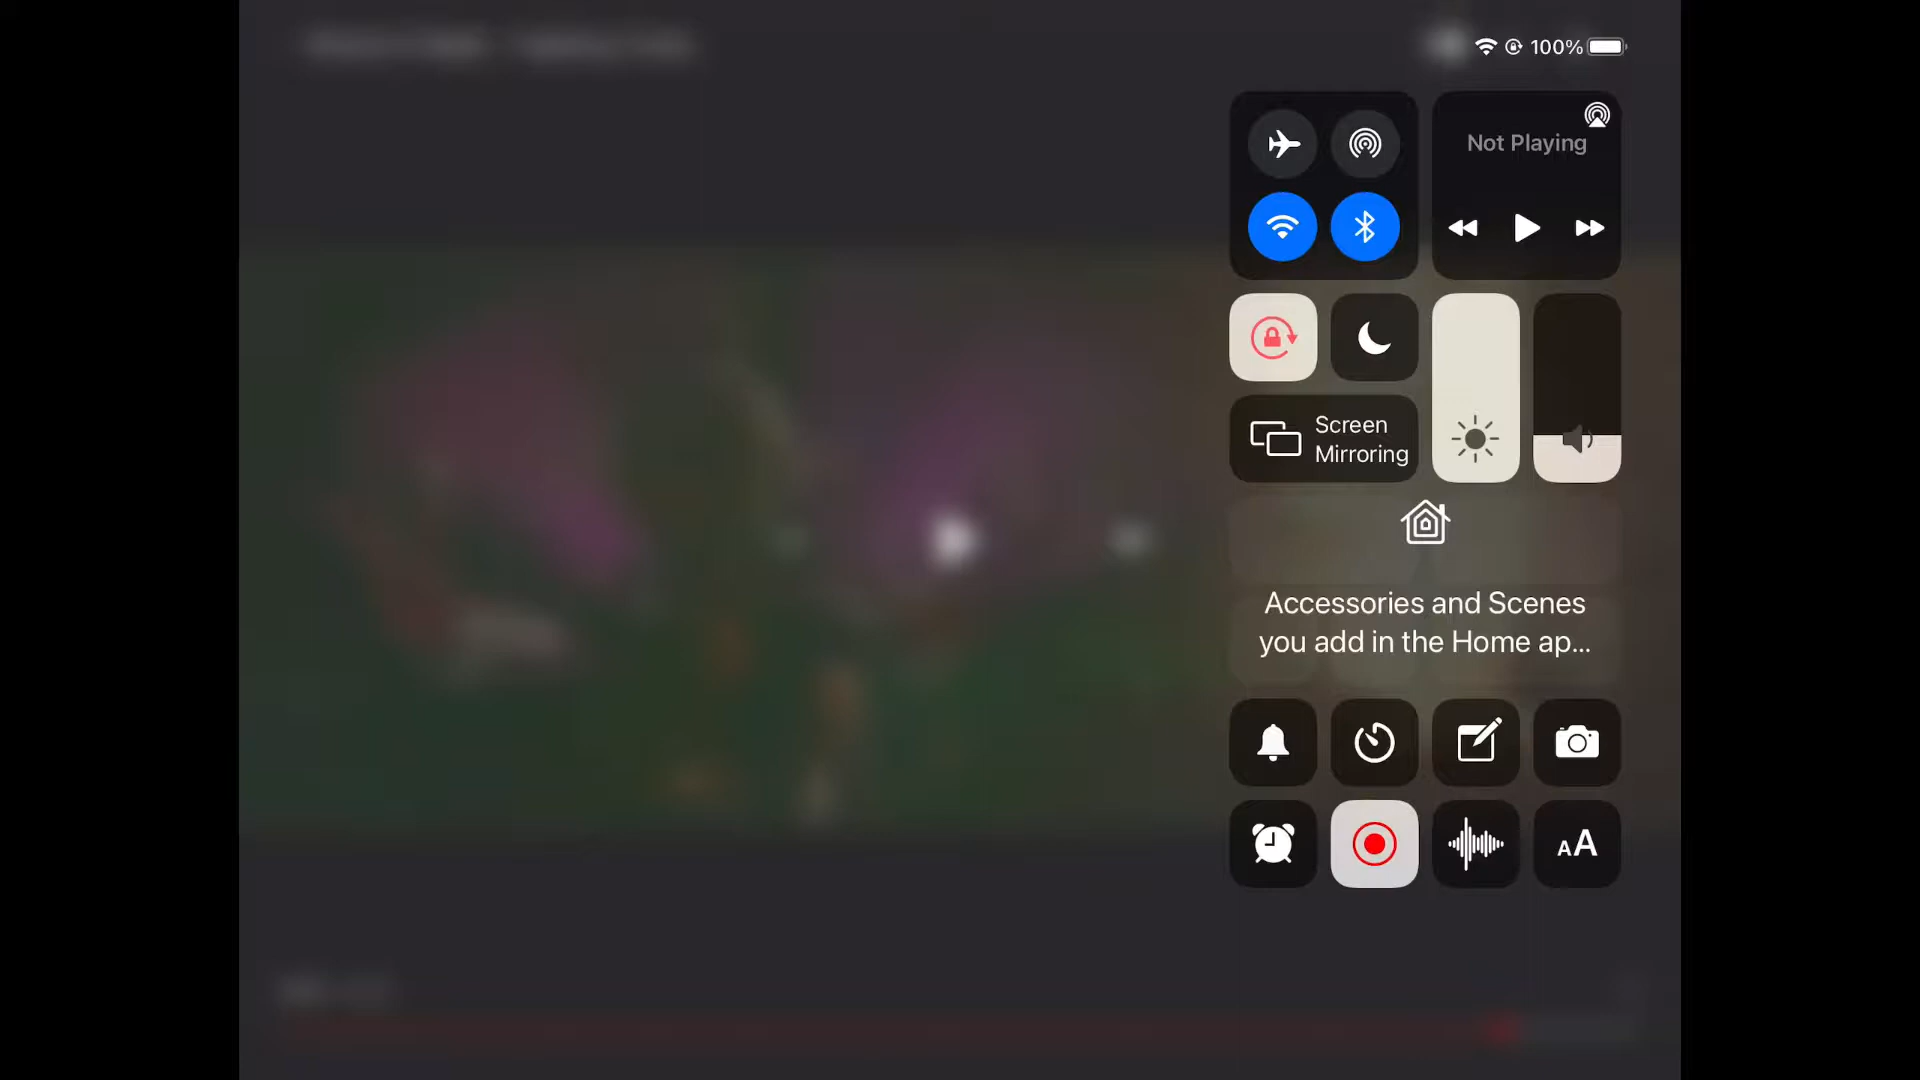 100%
Not Playing
Screen
Mirroring
Accessories and Scenes
you add in the Home ap...
AA